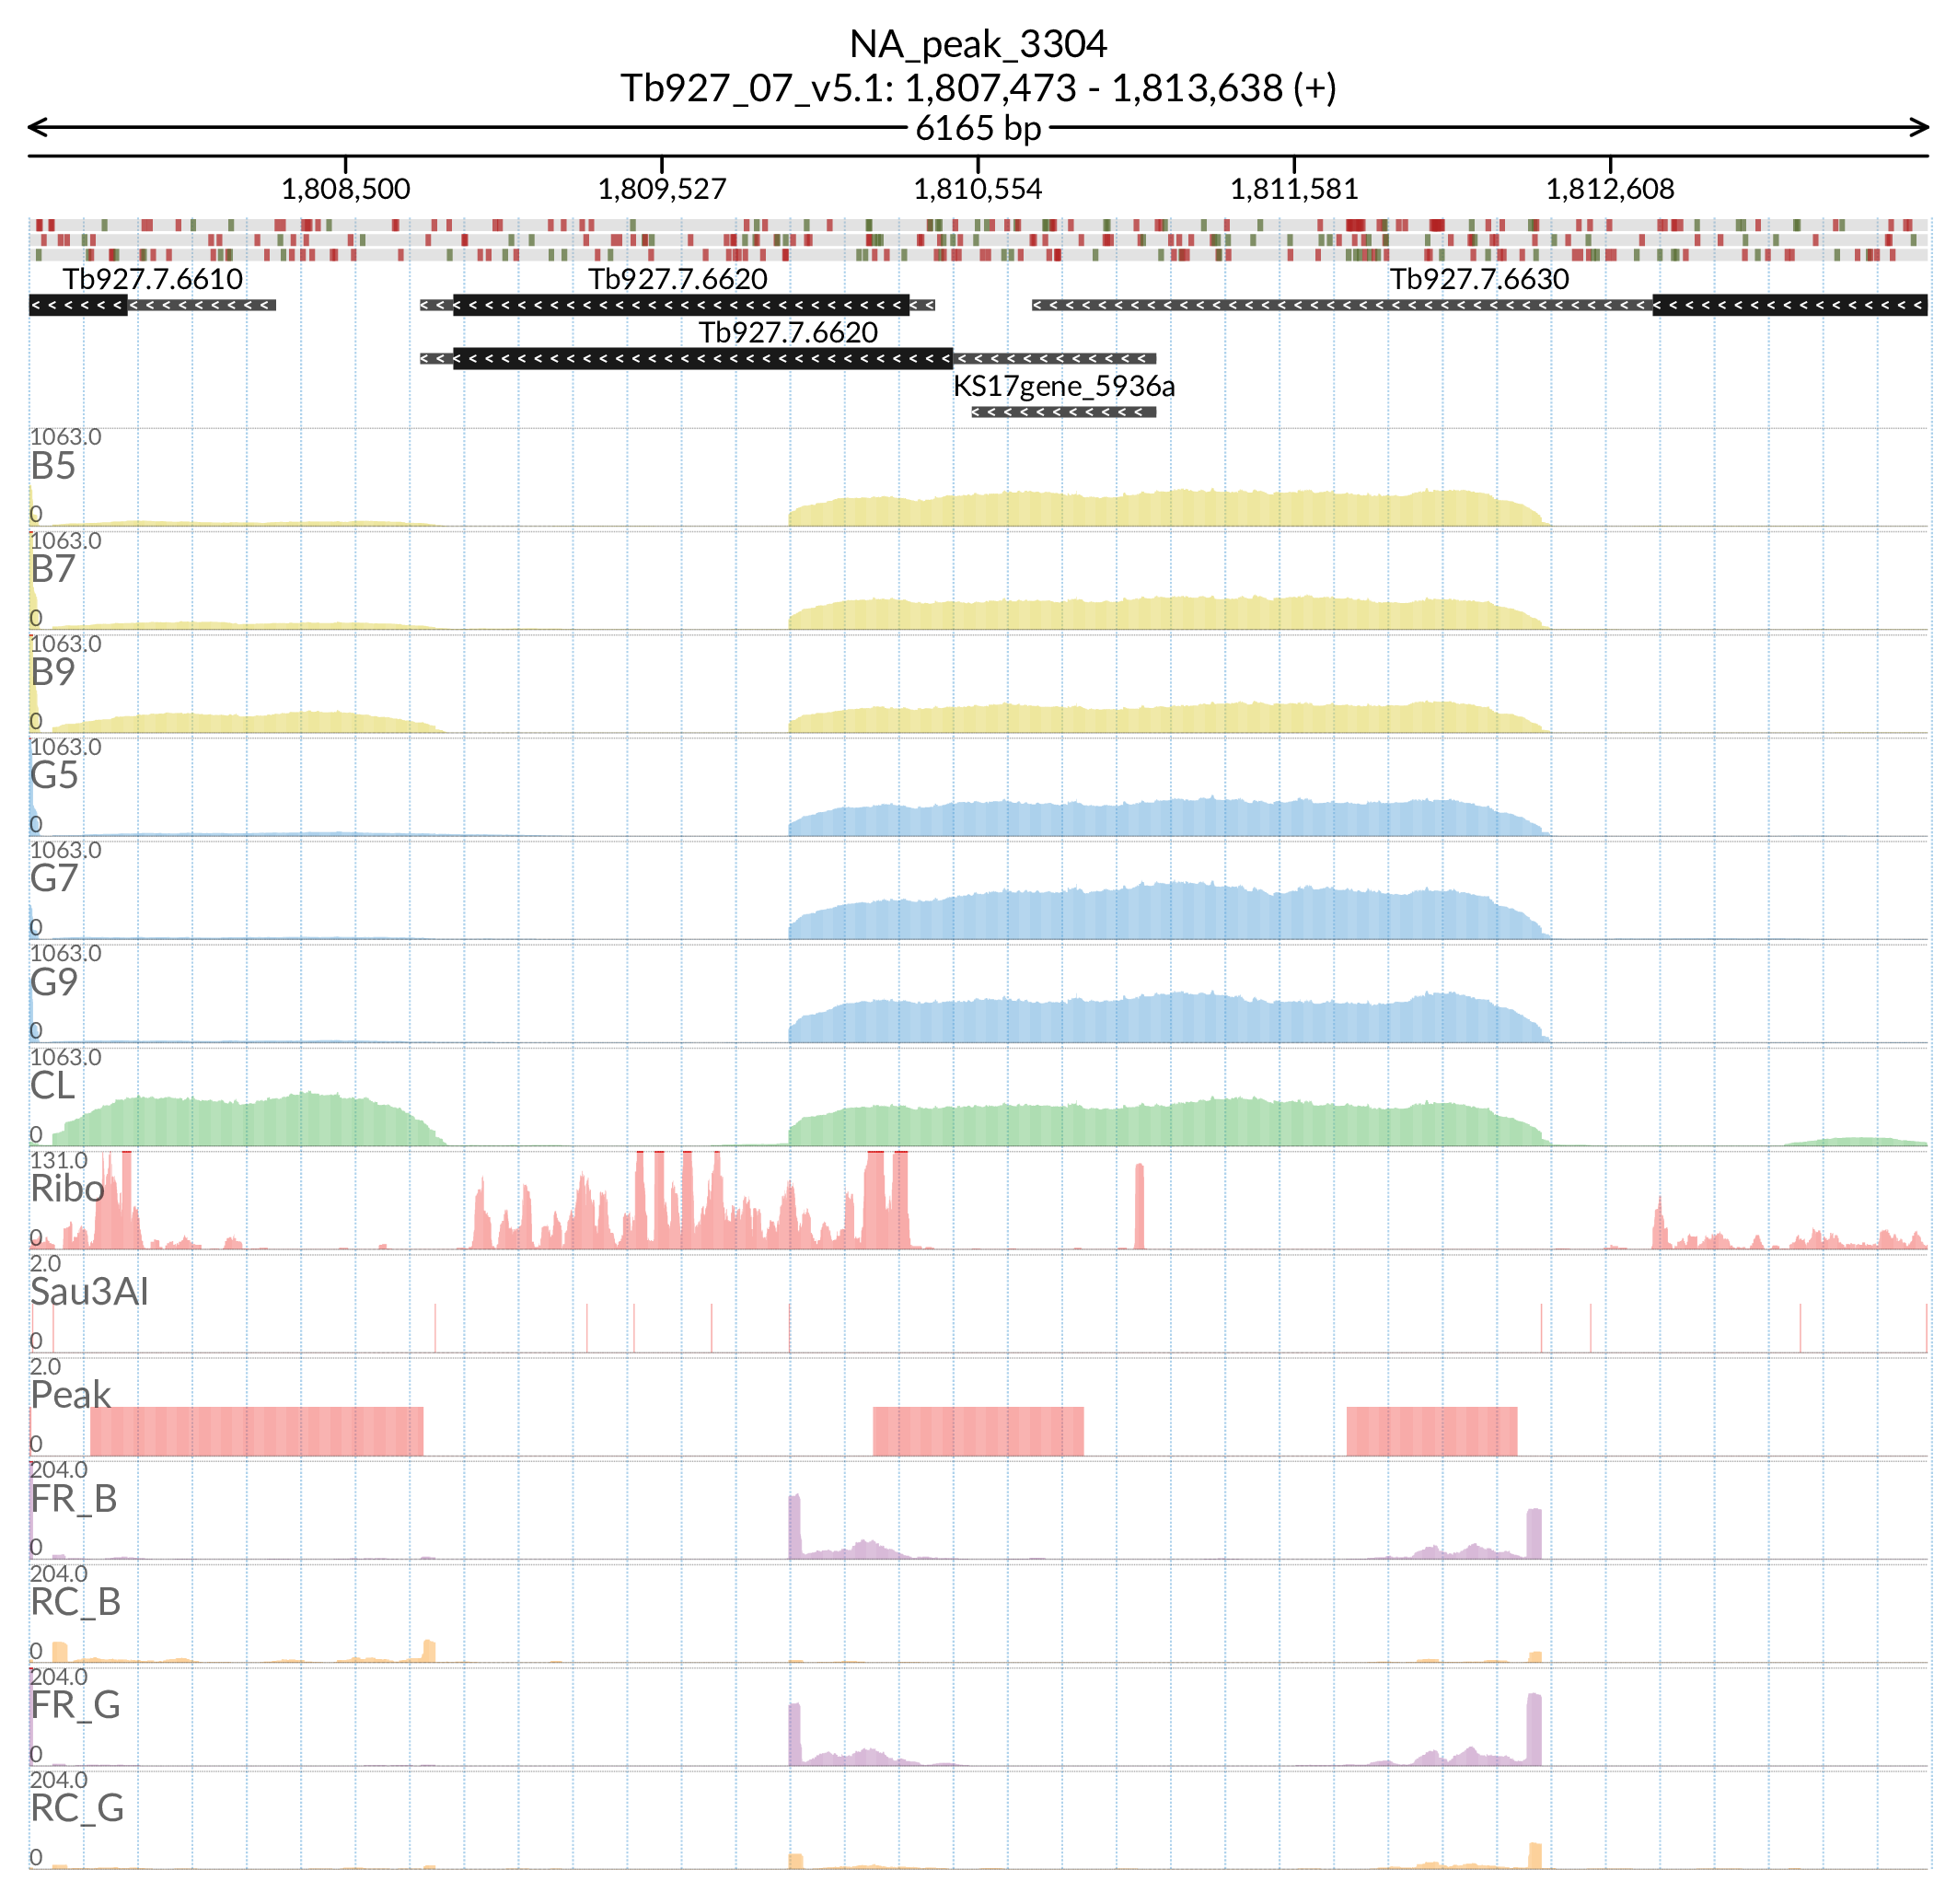 NA_peak_3304
Tb927_07_v5.1: 1,807,473 - 1,813,638 (+)
6165 bp
1,808,500 1,809,527 1,810,554 1,811,581 1,812,608
Tb927.7.6610 Tb927.7.6620 Tb927.7.6630
Tb927.7.6620
KS17gene_5936a
1063.0
B5
0
1063.0
B7
0
1063.0
B9
0
1063.0
G5
0
1063.0
G7
0
1063.0
G9
0
1063.0
CL
0
131.0
Ribo
0
2.0
Sau3AI
0
2.0
Peak
0
204.0
FR_B
0
204.0
RC_B
0
204.0
FR_G
0
204.0
RC_G
0